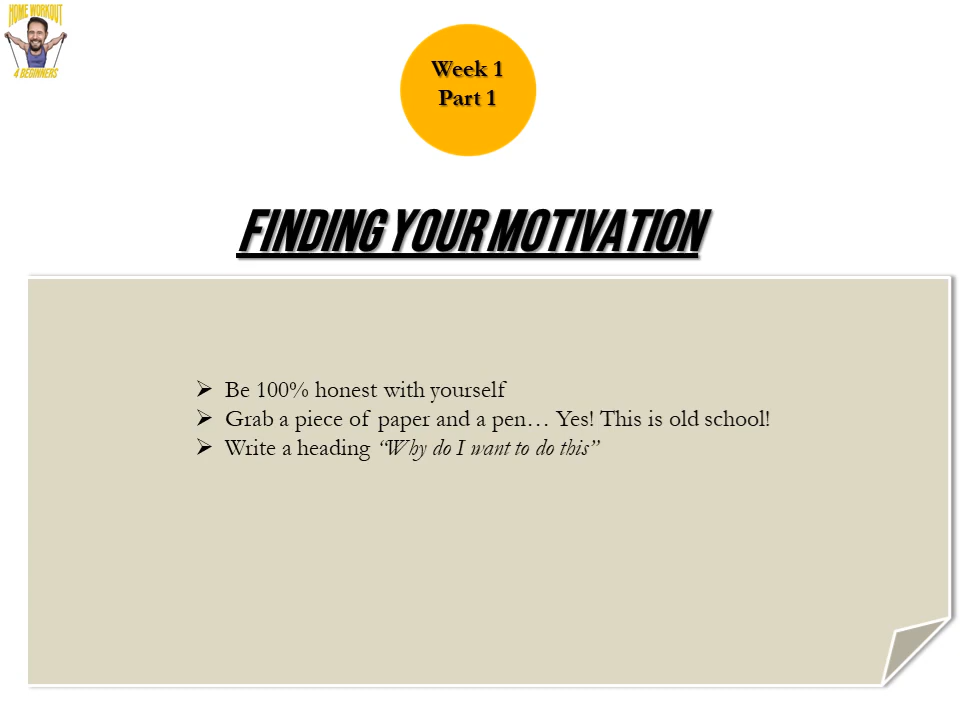 HOME WORKOUT
4 BEGINNERS
Week 1
Part 1
FINDING YOUR MOTIVATION
➢ Be 100% honest with yourself
➢ Grab a piece of paper and a pen… Yes! This is old school!
➢ Write a heading “Why do I want to do this”